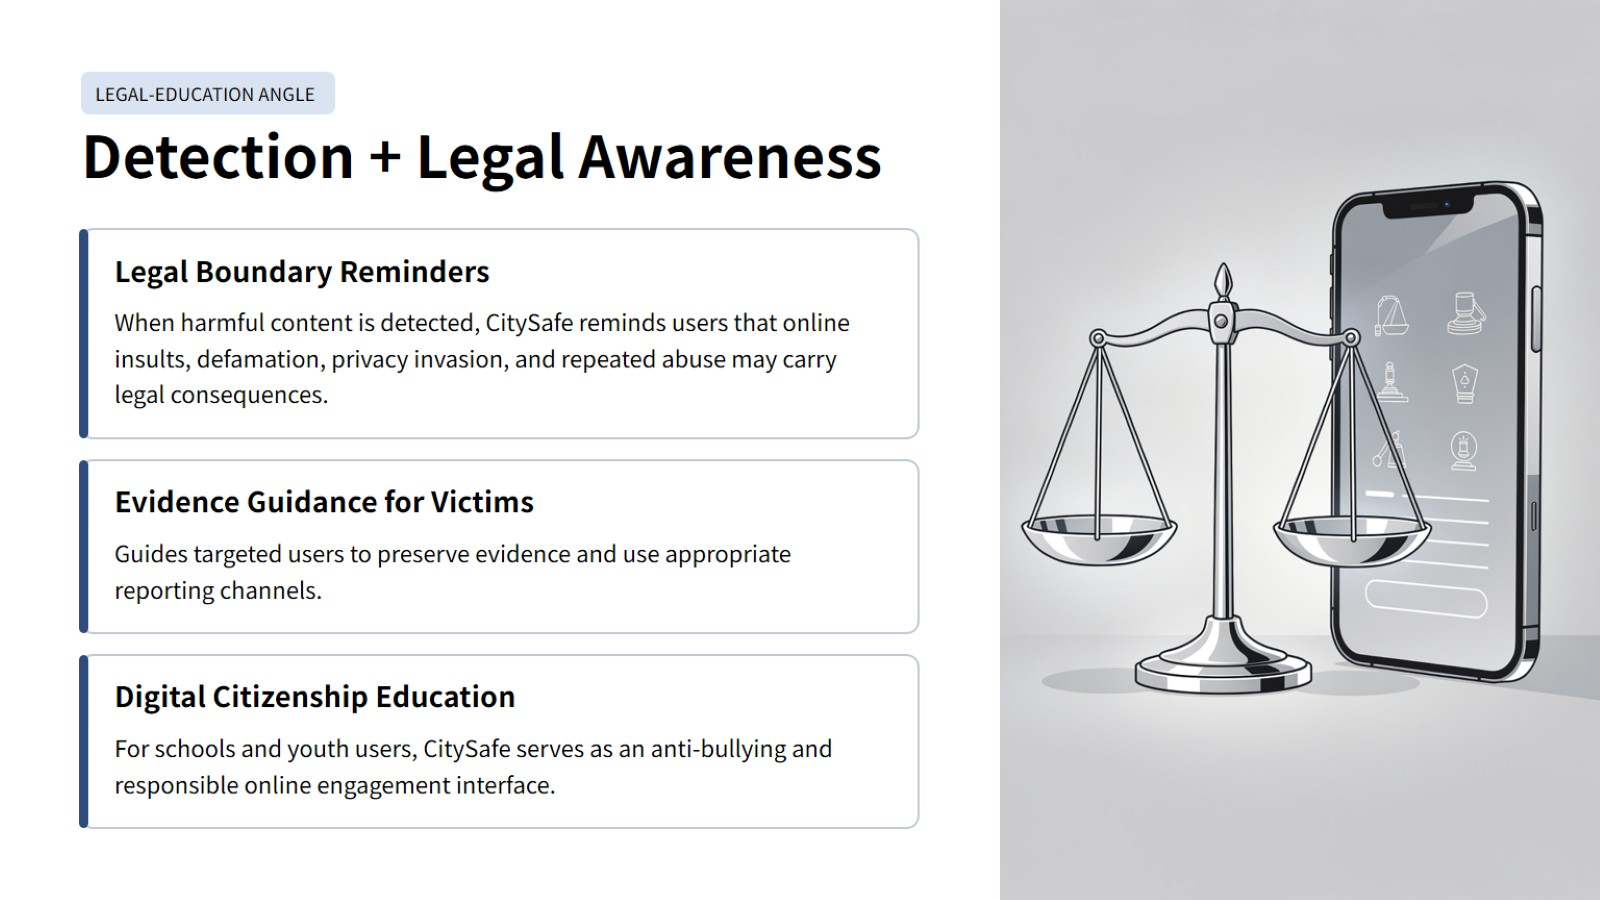 LEGAL-EDUCATION ANGLE
Detection + Legal Awareness
Legal Boundary Reminders
When harmful content is detected, CitySafe reminds users that online
insults, defamation, privacy invasion, and repeated abuse may carry
legal consequences.
Evidence Guidance for Victims
Guides targeted users to preserve evidence and use appropriate
reporting channels.
Digital Citizenship Education
For schools and youth users, CitySafe serves as an anti-bullying and
responsible online engagement interface.